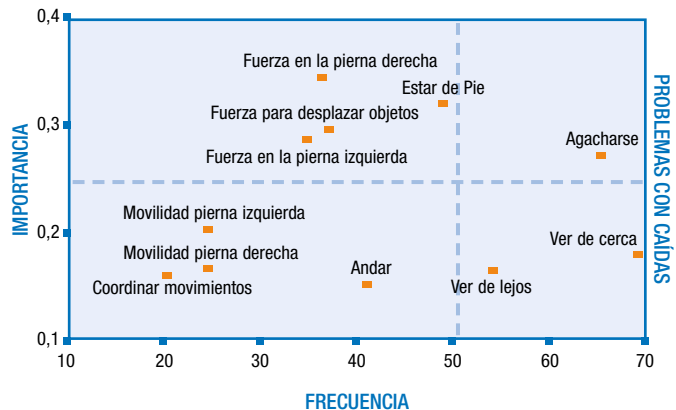 0,4
Fuerza en la pierna derecha
Estar de Pie
Fuerza para desplazar objetos
0,3
Agacharse
Fuerza en la pierna izquierda
IMPORTANCIA
PROBLEMAS CON CAÍDAS
Movilidad pierna izquierda
0,2
Ver de cerca
Movilidad pierna derecha
Andar
Coordinar movimientos
Ver de lejos
0,1
10 20 30 40 50 60 70
FRECUENCIA